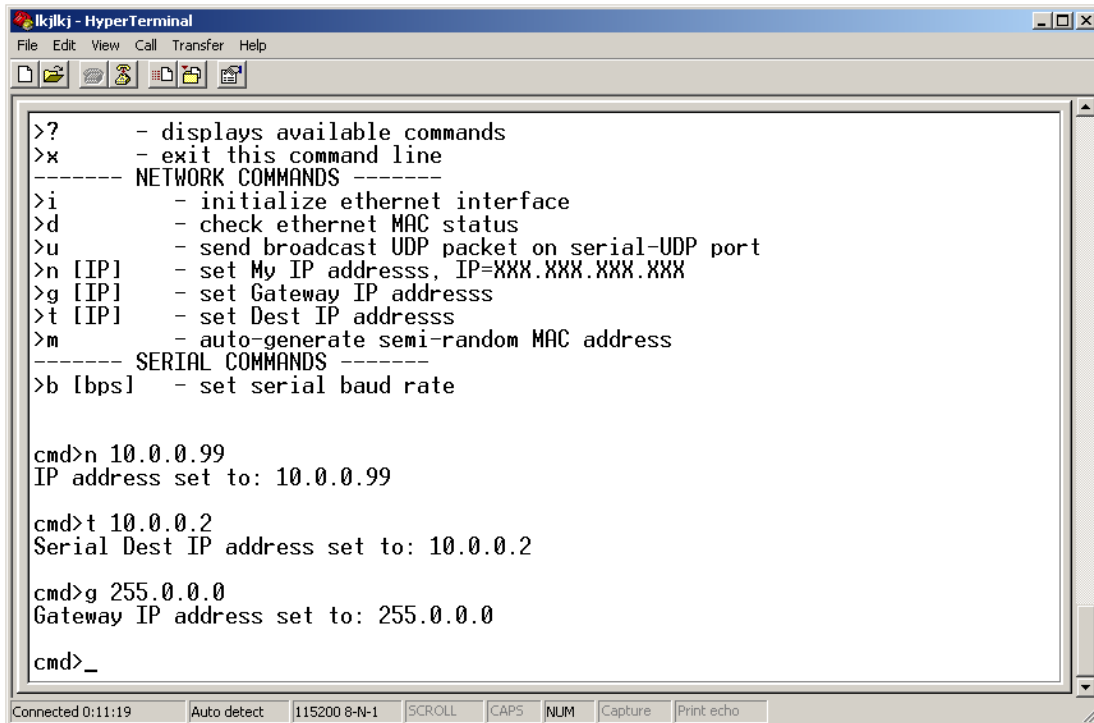 lkjlkj - HyperTerminal
File Edit View Call Transfer Help
>?       - displays available commands
>x       - exit this command line
------- NETWORK COMMANDS -------
>i          - initialize ethernet interface
>d          - check ethernet MAC status
>u          - send broadcast UDP packet on serial-UDP port
>n [IP]     - set My IP addresss, IP=XXX.XXX.XXX.XXX
>g [IP]     - set Gateway IP addresss
>t [IP]     - set Dest IP addresss
>m          - auto-generate semi-random MAC address
------- SERIAL COMMANDS -------
>b [bps]    - set serial baud rate
cmd>n 10.0.0.99
IP address set to: 10.0.0.99
cmd>t 10.0.0.2
Serial Dest IP address set to: 10.0.0.2
cmd>g 255.0.0.0
Gateway IP address set to: 255.0.0.0
cmd>_
Connected 0:11:19 Auto detect 115200 8-N-1 SCROLL CAPS NUM Capture Print echo